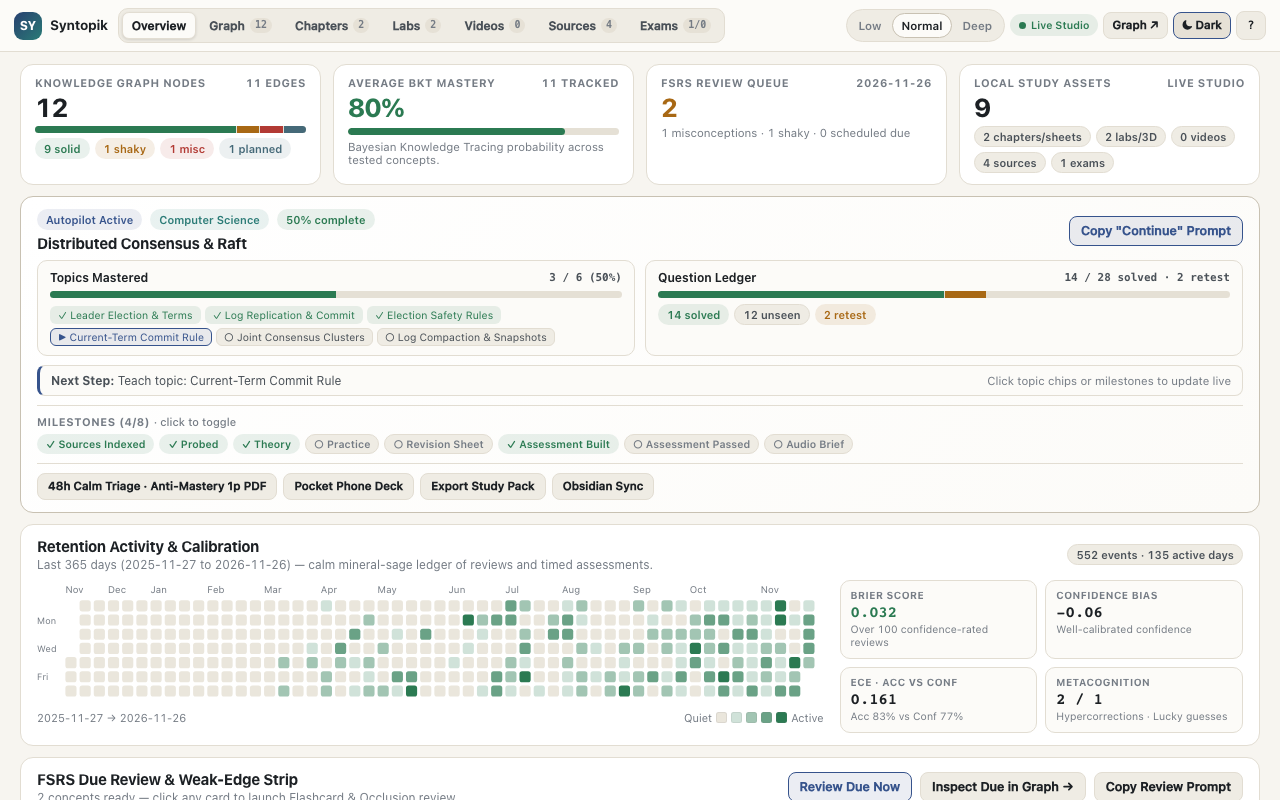 SY Syntopik Overview Graph 12 Chapters 2 Labs 2 Videos 0 Sources 4 Exams 1/0 Low Normal Deep Live Studio Graph ↗ Dark ?
KNOWLEDGE GRAPH NODES 11 EDGES
12
9 solid 1 shaky 1 misc 1 planned
AVERAGE BKT MASTERY 11 TRACKED
80%
Bayesian Knowledge Tracing probability across
tested concepts.
FSRS REVIEW QUEUE 2026-11-26
2
1 misconceptions · 1 shaky · 0 scheduled due
LOCAL STUDY ASSETS LIVE STUDIO
9
2 chapters/sheets 2 labs/3D 0 videos
4 sources 1 exams
Autopilot Active Computer Science 50% complete
Distributed Consensus & Raft
Copy "Continue" Prompt
Topics Mastered 3 / 6 (50%)
✓ Leader Election & Terms ✓ Log Replication & Commit ✓ Election Safety Rules
▶ Current-Term Commit Rule ○ Joint Consensus Clusters ○ Log Compaction & Snapshots
Question Ledger 14 / 28 solved · 2 retest
14 solved 12 unseen 2 retest
Next Step: Teach topic: Current-Term Commit Rule Click topic chips or milestones to update live
MILESTONES (4/8) · click to toggle
✓ Sources Indexed ✓ Probed ✓ Theory ○ Practice ○ Revision Sheet ✓ Assessment Built ○ Assessment Passed ○ Audio Brief
48h Calm Triage · Anti-Mastery 1p PDF Pocket Phone Deck Export Study Pack Obsidian Sync
Retention Activity & Calibration
Last 365 days (2025-11-27 to 2026-11-26) — calm mineral-sage ledger of reviews and timed assessments.
552 events · 135 active days
Nov Dec Jan Feb Mar Apr May Jun Jul Aug Sep Oct Nov
Mon
Wed
Fri
2025-11-27 → 2026-11-26 Quiet Active
BRIER SCORE
0.032
Over 100 confidence-rated
reviews
CONFIDENCE BIAS
−0.06
Well-calibrated confidence
ECE · ACC VS CONF
0.161
Acc 83% vs Conf 77%
METACOGNITION
2 / 1
Hypercorrections · Lucky guesses
FSRS Due Review & Weak-Edge Strip
2 concepts ready — click any card to launch Flashcard & Occlusion review
Review Due Now Inspect Due in Graph → Copy Review Prompt